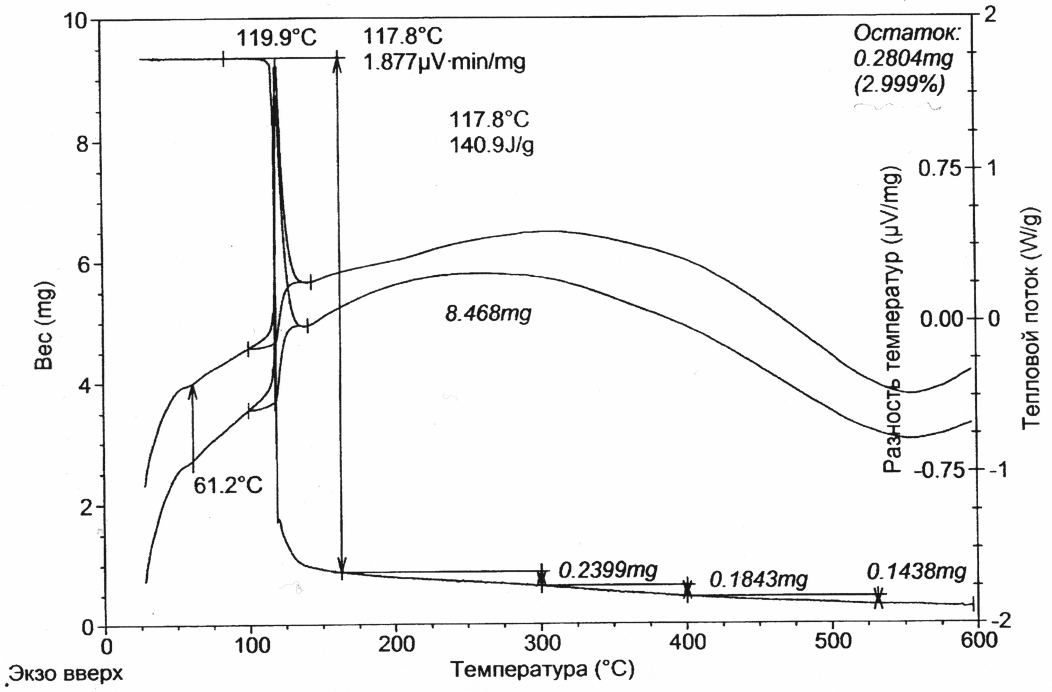 10
8
6
4
2
0
Вес (mg)
119.9°C
117.8°C
1.877µV·min/mg
117.8°C
140.9J/g
Остаток:
0.2804mg
(2.999%)
8.468mg
61.2°C
0.2399mg
0.1843mg
0.1438mg
Разность температур (µV/mg)
0.75
0.00
-0.75
2
1
0
-1
-2
Тепловой поток (W/g)
0
100
200
300
400
500
600
Экзо вверх
Температура (°C)